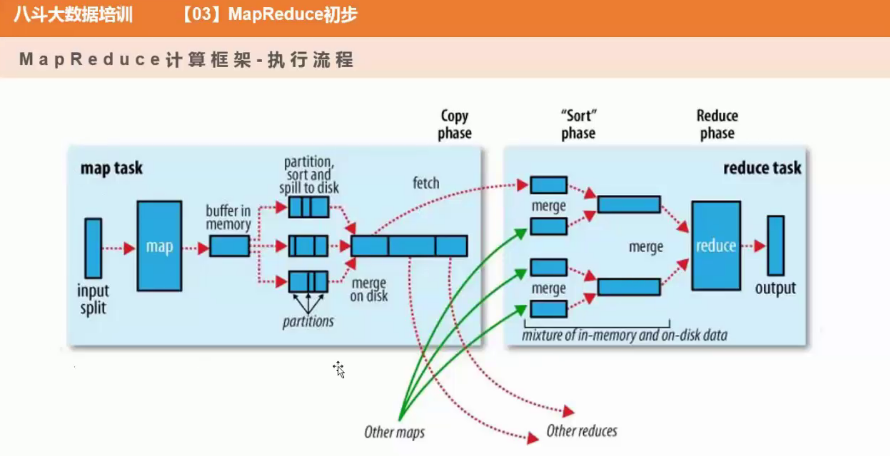 八斗大数据培训 【03】MapReduce初步
MapReduce计算框架-执行流程
Copy
phase
"Sort"
phase
Reduce
phase
map task
partition,
sort and
spill to disk
fetch
reduce task
buffer in
memory
merge
map
merge
reduce
input
split
merge
on disk
merge
output
partitions
mixture of in-memory and on-disk data
Other maps
Other reduces